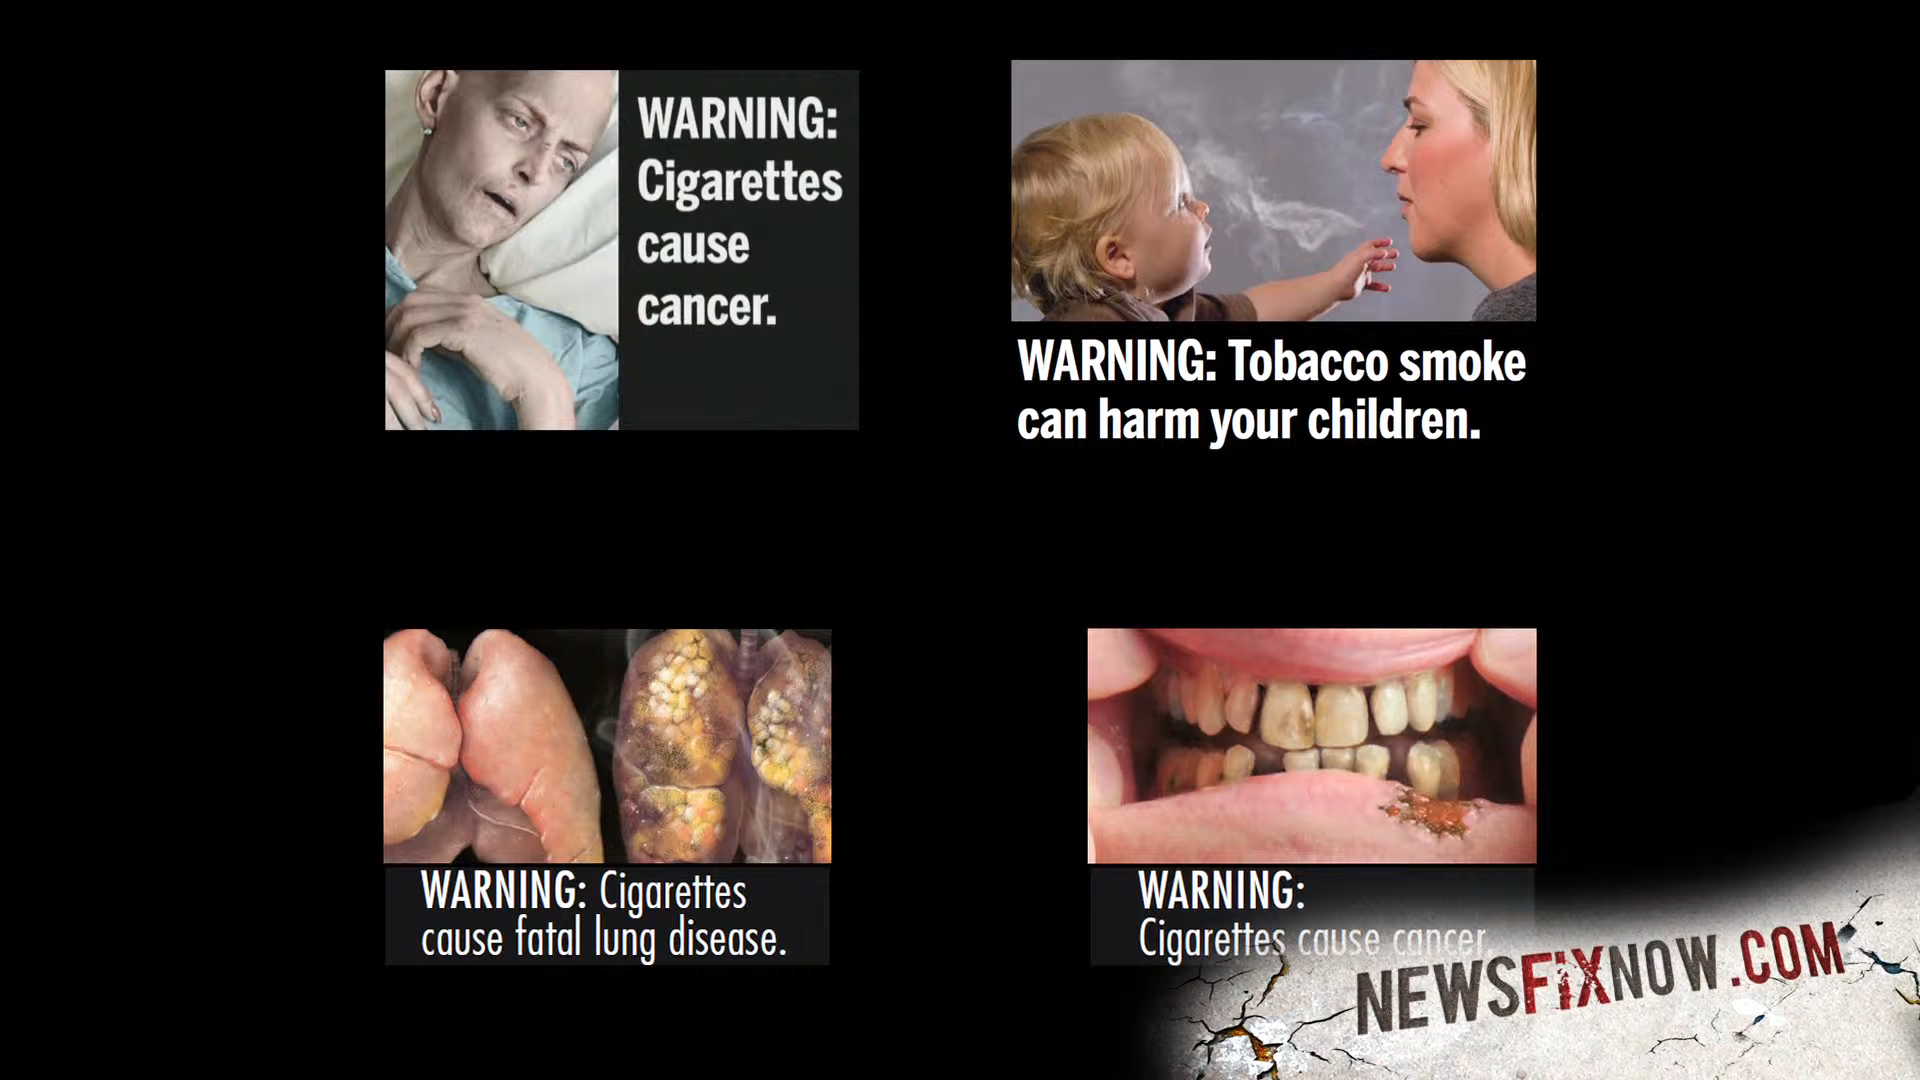 WARNING:
Cigarettes
cause
cancer.
WARNING: Tobacco smoke
can harm your children.
WARNING: Cigarettes
cause fatal lung disease.
WARNING:
Cigarettes cause cancer.
NEWSFIXNOW.COM